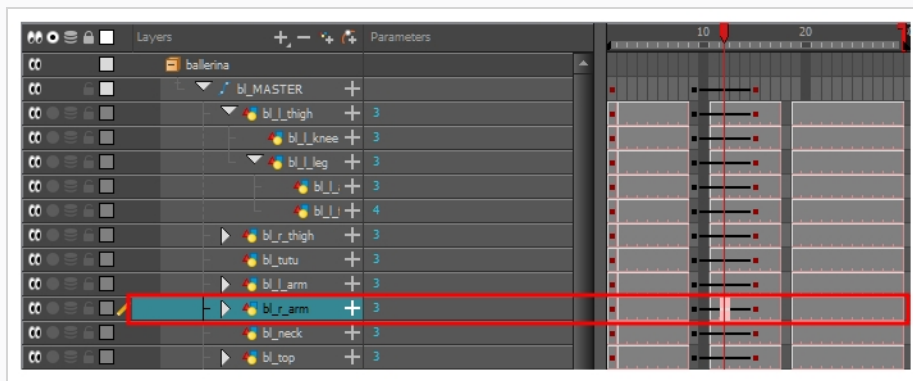 Layers Parameters 10 20
ballerina
bl_MASTER
bl_l_thigh 3
bl_l_knee 3
bl_l_leg 3
3
4
bl_r_thigh 3
bl_tutu 3
bl_l_arm 3
bl_r_arm 3
bl_neck 3
bl_top 3